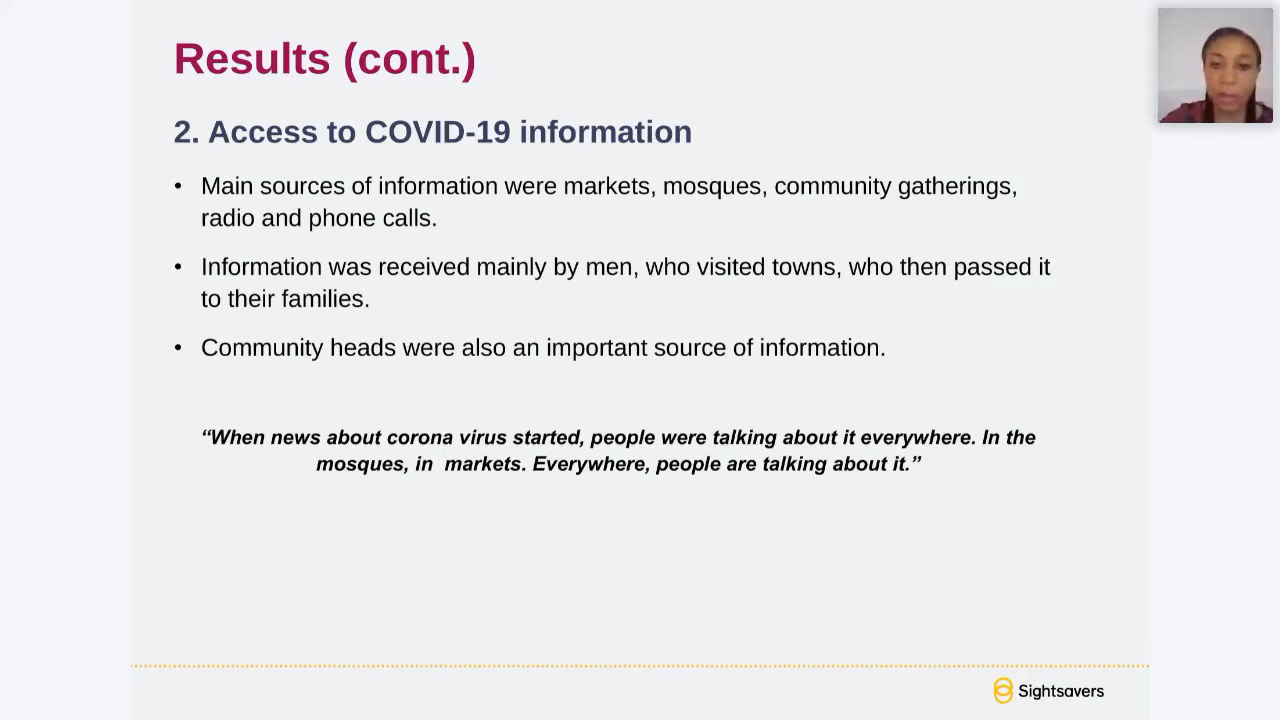 Results (cont.)
2. Access to COVID-19 information
• Main sources of information were markets, mosques, community gatherings,
radio and phone calls.
• Information was received mainly by men, who visited towns, who then passed it
to their families.
• Community heads were also an important source of information.
“When news about corona virus started, people were talking about it everywhere. In the
mosques, in  markets. Everywhere, people are talking about it.”
Sightsavers